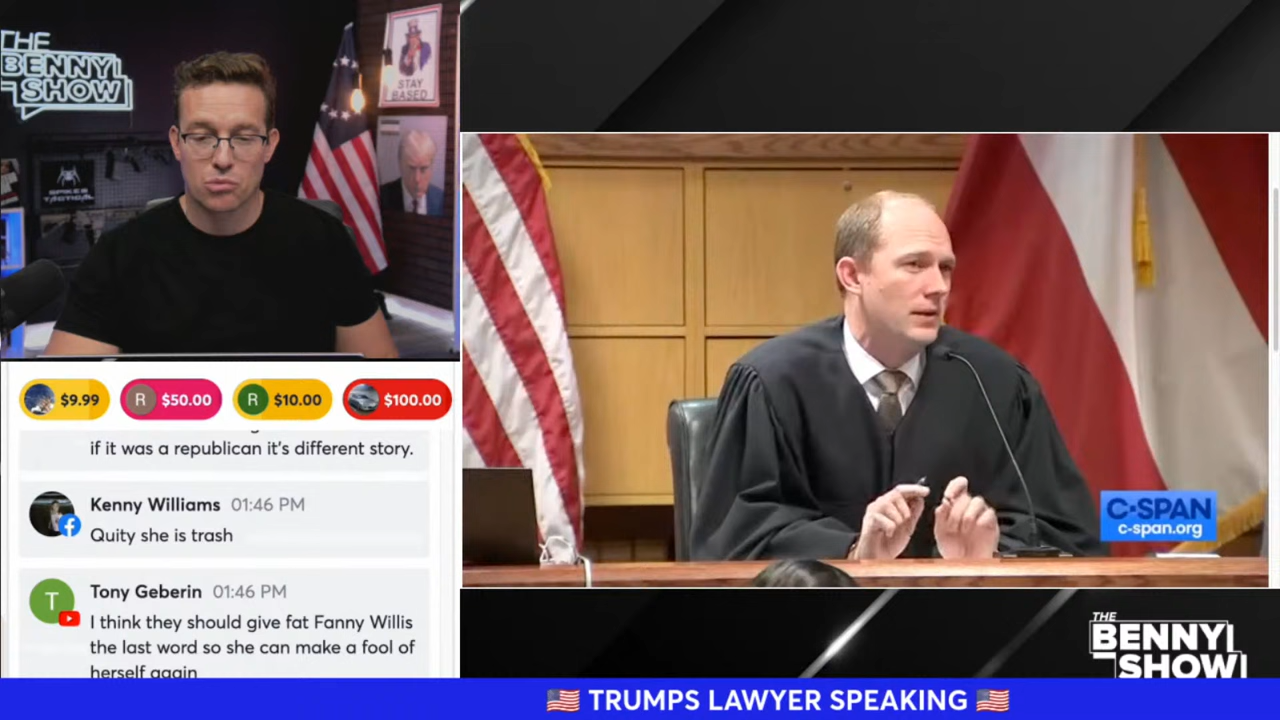 THE
BENNY
SHOW
STAY
BASED
SPIKES
TACTICAL
$9.99
R
$50.00
R
$10.00
$100.00
if it was a republican it's different story.
Kenny Williams 01:46 PM
Quity she is trash
T
Tony Geberin 01:46 PM
I think they should give fat Fanny Willis
the last word so she can make a fool of
herself again
C-SPAN
c-span.org
THE
BENNY
SHOW
🇺🇸 TRUMPS LAWYER SPEAKING 🇺🇸